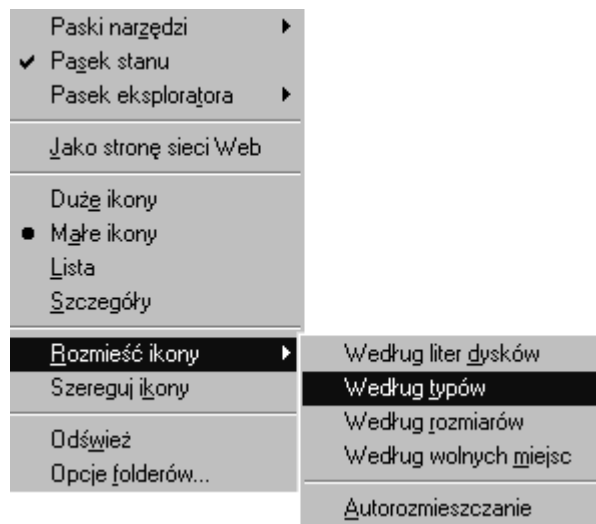 Paski narzędzi
Pasek stanu
Pasek eksploratora
Jako stronę sieci Web
Duże ikony
Małe ikony
Lista
Szczegóły
Rozmieść ikony
Szereguj ikony
Odśwież
Opcje folderów...
Według liter dysków
Według typów
Według rozmiarów
Według wolnych miejsc
Autorozmieszczanie